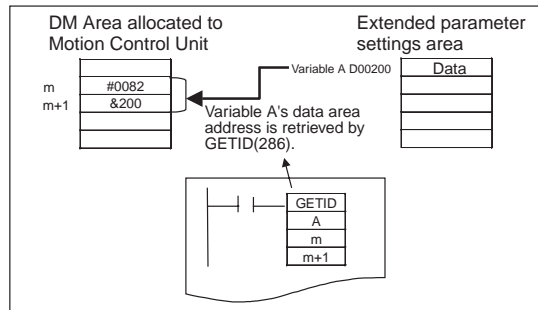 DM Area allocated to
Motion Control Unit
Extended parameter
settings area
m #0082
m+1 &200
Variable A D00200 Data
Variable A's data area
address is retrieved by
GETID(286).
GETID
A
m
m+1